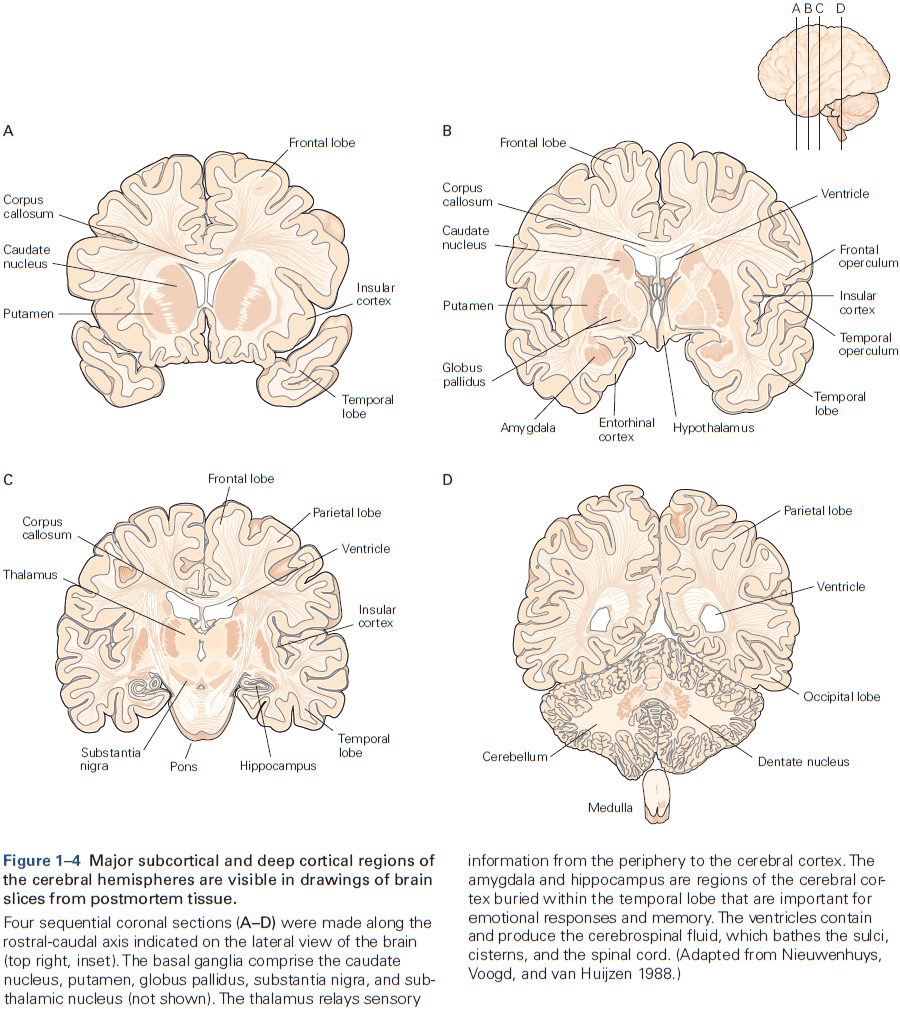 A B C D
A
Frontal lobe
Corpus
callosum
Caudate
nucleus
Putamen
Insular
cortex
Temporal
lobe
B
Frontal lobe
Corpus
callosum
Caudate
nucleus
Putamen
Globus
pallidus
Amygdala
Entorhinal
cortex
Hypothalamus
Ventricle
Frontal
operculum
Insular
cortex
Temporal
operculum
Temporal
lobe
C
Frontal lobe
Parietal lobe
Corpus
callosum
Ventricle
Thalamus
Insular
cortex
Substantia
nigra
Pons
Hippocampus
Temporal
lobe
D
Parietal lobe
Ventricle
Occipital lobe
Cerebellum
Dentate nucleus
Medulla
Figure 1–4 Major subcortical and deep cortical regions of
the cerebral hemispheres are visible in drawings of brain
slices from postmortem tissue.
Four sequential coronal sections (A–D) were made along the
rostral-caudal axis indicated on the lateral view of the brain
(top right, inset). The basal ganglia comprise the caudate
nucleus, putamen, globus pallidus, substantia nigra, and sub-
thalamic nucleus (not shown). The thalamus relays sensory
information from the periphery to the cerebral cortex. The
amygdala and hippocampus are regions of the cerebral cor-
tex buried within the temporal lobe that are important for
emotional responses and memory. The ventricles contain
and produce the cerebrospinal fluid, which bathes the sulci,
cisterns, and the spinal cord. (Adapted from Nieuwenhuys,
Voogd, and van Huijzen 1988.)